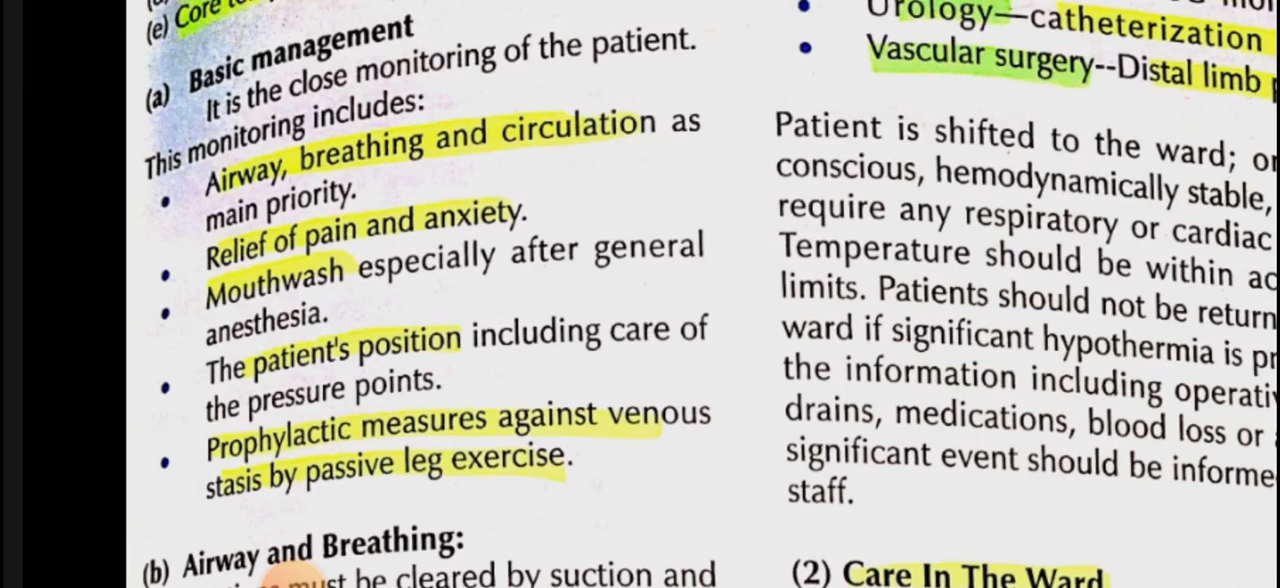 (e) Core
(a) Basic management
It is the close monitoring of the patient.
This monitoring includes:
• Airway, breathing and circulation as
main priority.
• Relief of pain and anxiety.
• Mouthwash especially after general
anesthesia.
• The patient's position including care of
the pressure points.
• Prophylactic measures against venous
stasis by passive leg exercise.
(b) Airway and Breathing:
must be cleared by suction and
• Urology—catheterization
• Vascular surgery--Distal limb
Patient is shifted to the ward;
conscious, hemodynamically stable,
require any respiratory or cardiac
Temperature should be within
limits. Patients should not be
ward if significant hypothermia is
the information including
drains, medications, blood loss or
significant event should be
staff.
(2) Care In The Ward